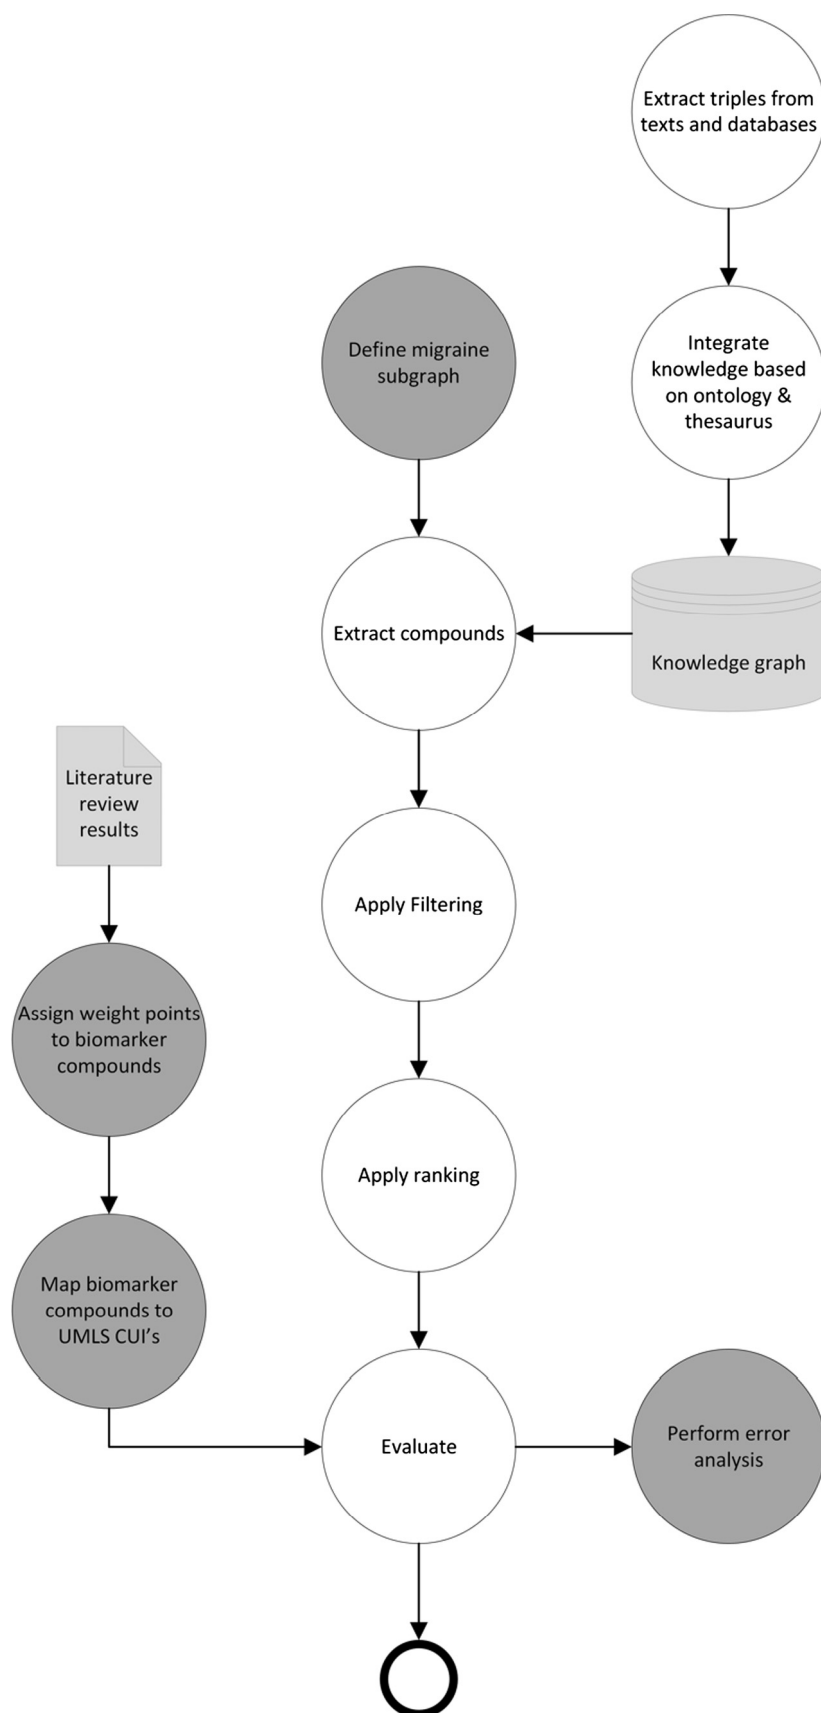 Extract triples from
texts and databases
Define migraine
subgraph
Integrate
knowledge based
on ontology &
thesaurus
Extract compounds
Knowledge graph
Literature
review
results
Apply Filtering
Assign weight points
to biomarker
compounds
Apply ranking
Map biomarker
compounds to
UMLS CUI's
Evaluate
Perform error
analysis